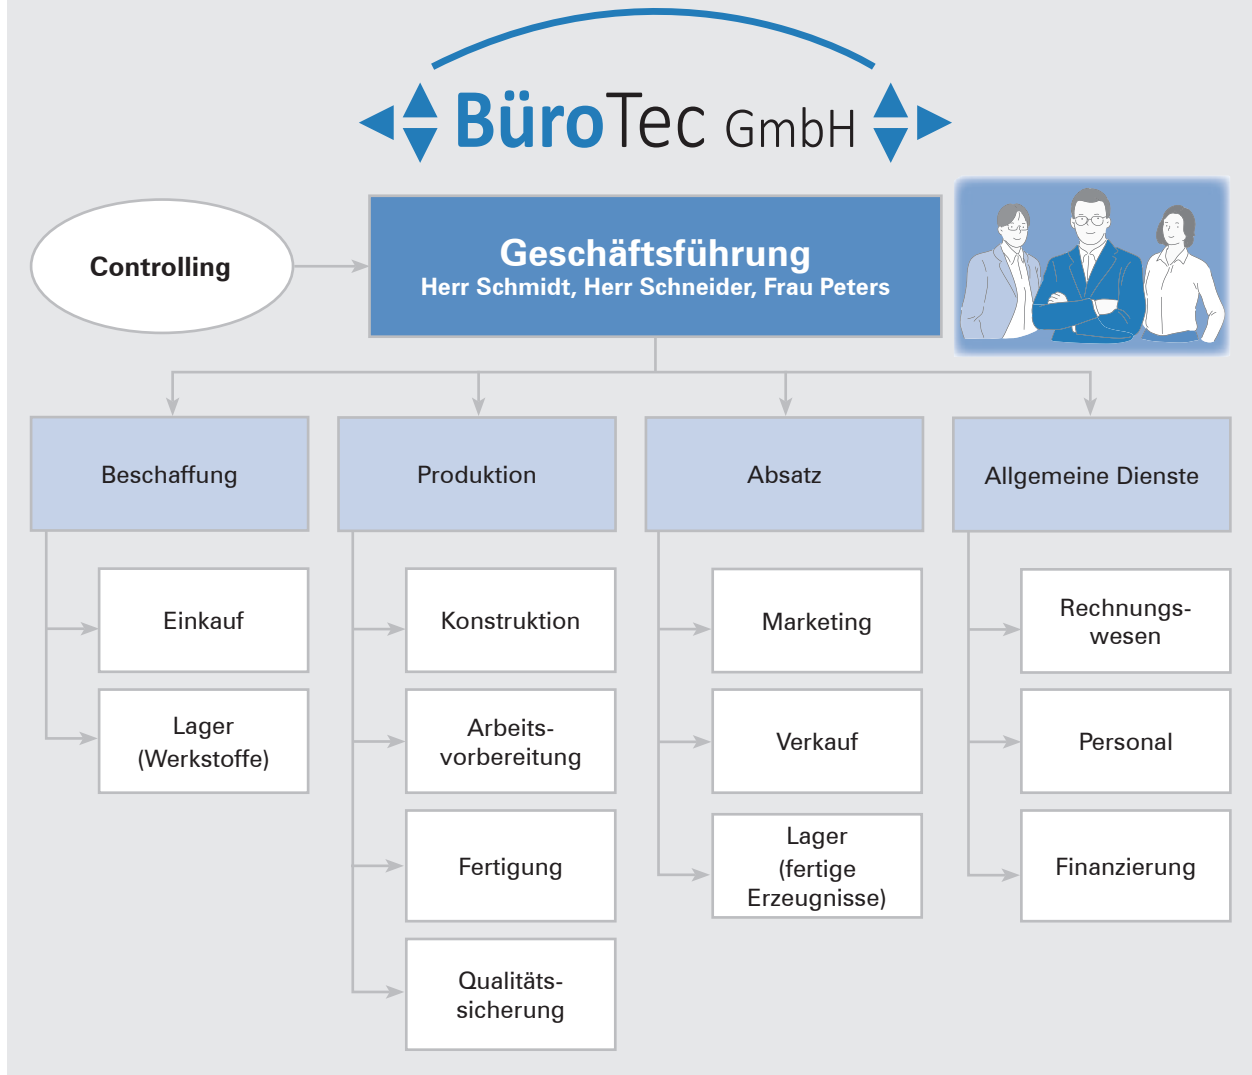 BüroTec GmbH
Controlling
Geschäftsführung
Herr Schmidt, Herr Schneider, Frau Peters
Beschaffung
Einkauf
Lager
(Werkstoffe)
Produktion
Konstruktion
Arbeits-
vorbereitung
Fertigung
Qualitäts-
sicherung
Absatz
Marketing
Verkauf
Lager
(fertige
Erzeugnisse)
Allgemeine Dienste
Rechnungs-
wesen
Personal
Finanzierung